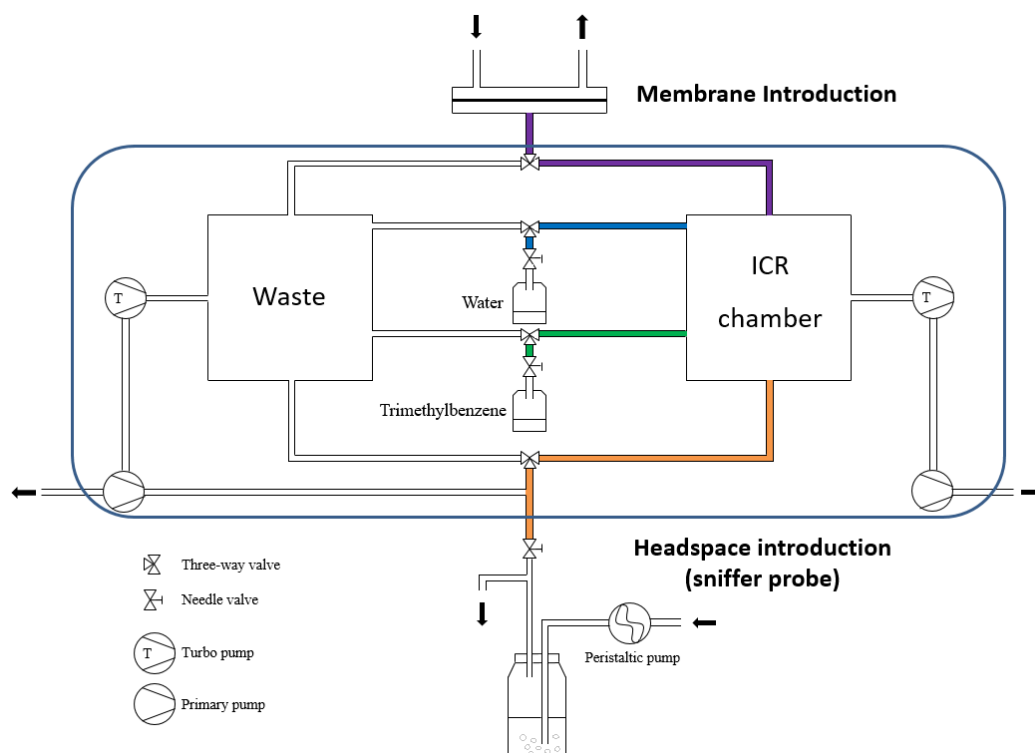 Membrane Introduction
Waste
Water
ICR
chamber
T
T
Trimethylbenzene
Headspace introduction
(sniffer probe)
Three-way valve
Needle valve
Peristaltic pump
T
Turbo pump
Primary pump